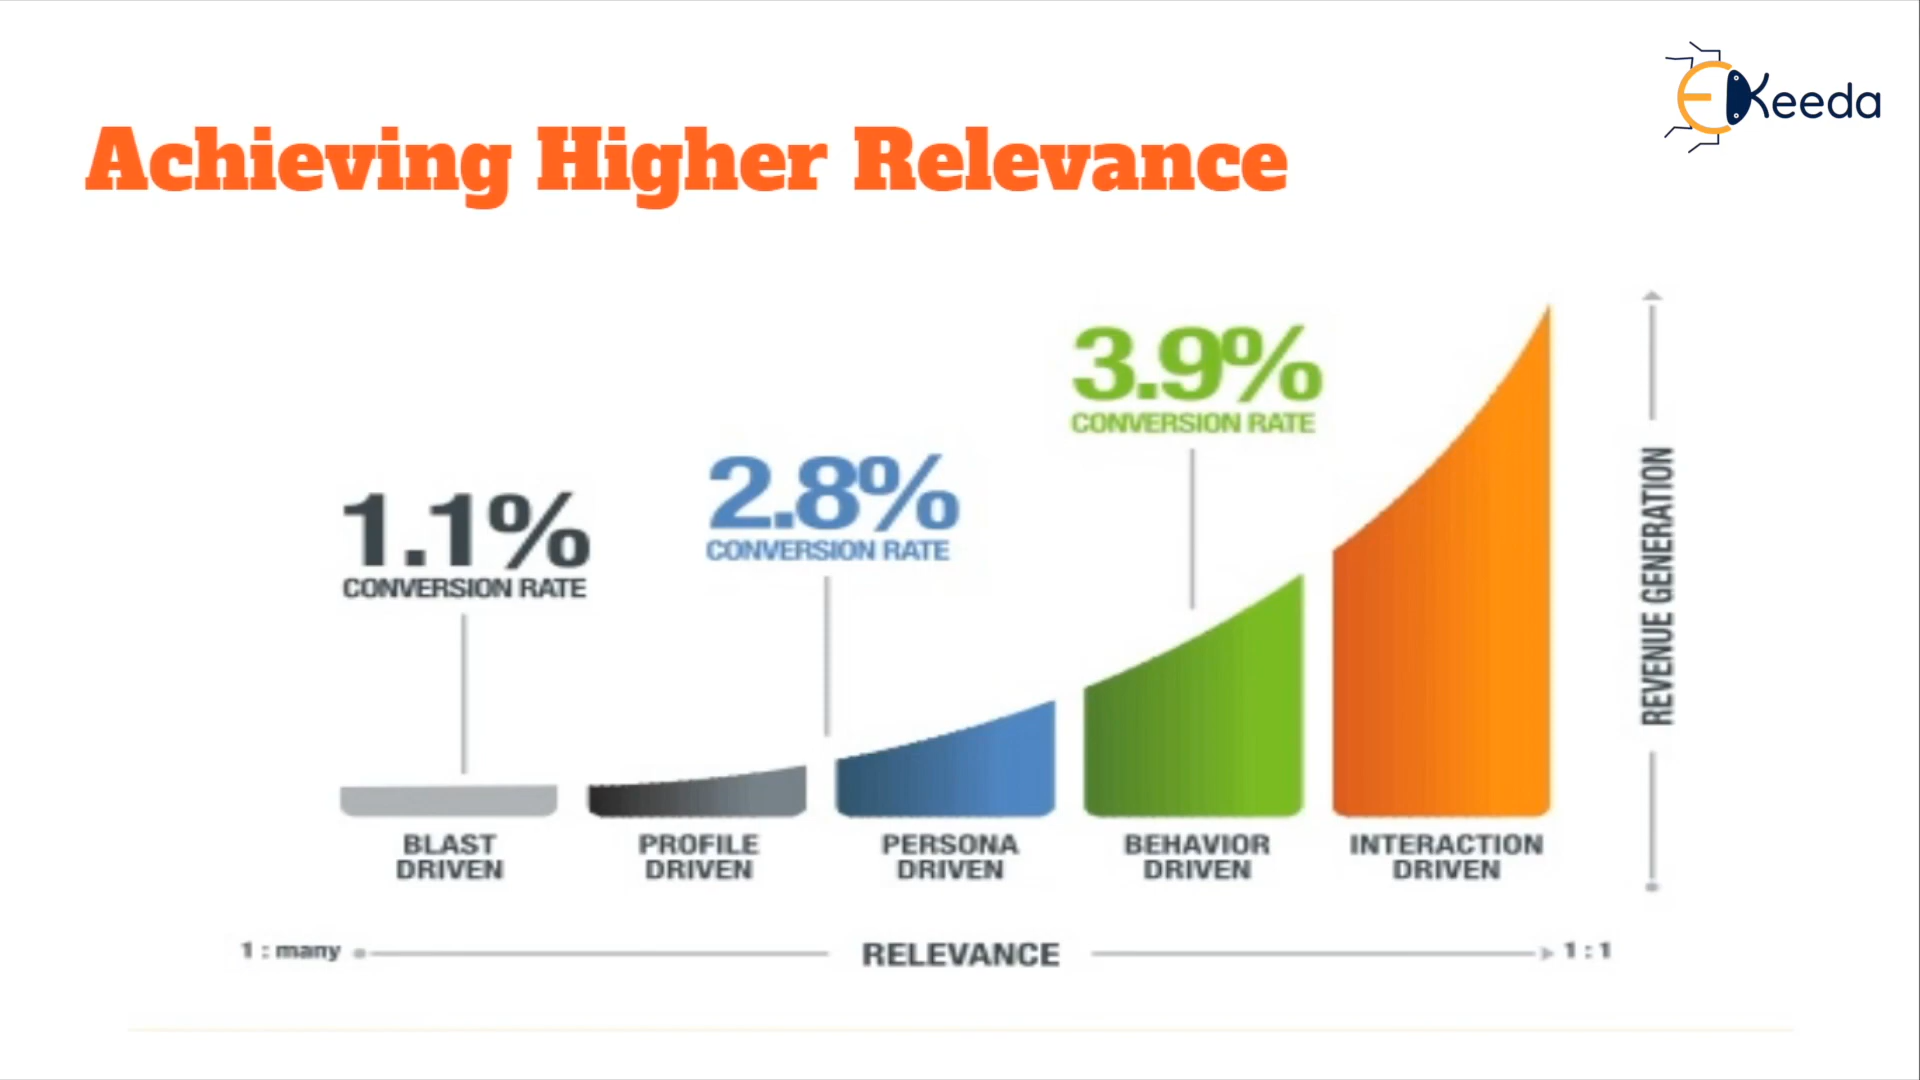 EKeeda
Achieving Higher Relevance
3.9%
CONVERSION RATE
2.8%
CONVERSION RATE
1.1%
CONVERSION RATE
REVENUE GENERATION
BLAST
DRIVEN
PROFILE
DRIVEN
PERSONA
DRIVEN
BEHAVIOR
DRIVEN
INTERACTION
DRIVEN
1 : many
RELEVANCE
1 : 1